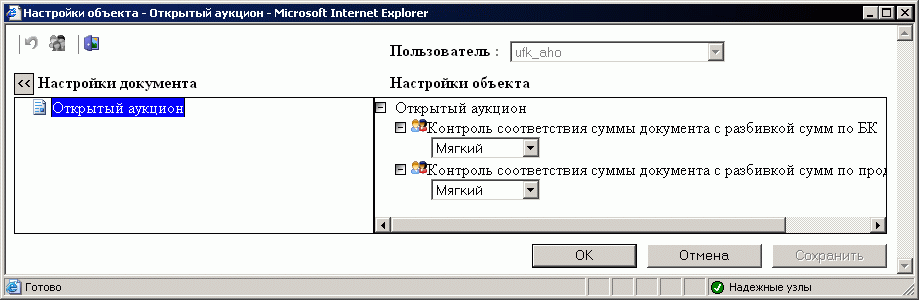 Настройки объекта - Открытый аукцион - Microsoft Internet Explorer
Пользователь :
ufk_aho
<< Настройки документа
Настройки объекта
Открытый аукцион
Открытый аукцион
Контроль соответствия суммы документа с разбивкой сумм по БК
Мягкий
Контроль соответствия суммы документа с разбивкой сумм по прод
Мягкий
OK
Отмена
Сохранить
Готово
Надежные узлы